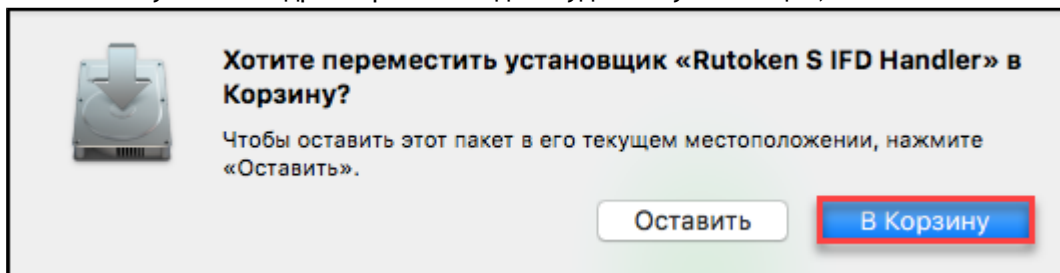 Хотите переместить установщик «Rutoken S IFD Handler» в
Корзину?
Чтобы оставить этот пакет в его текущем местоположении, нажмите
«Оставить».
Оставить
В Корзину